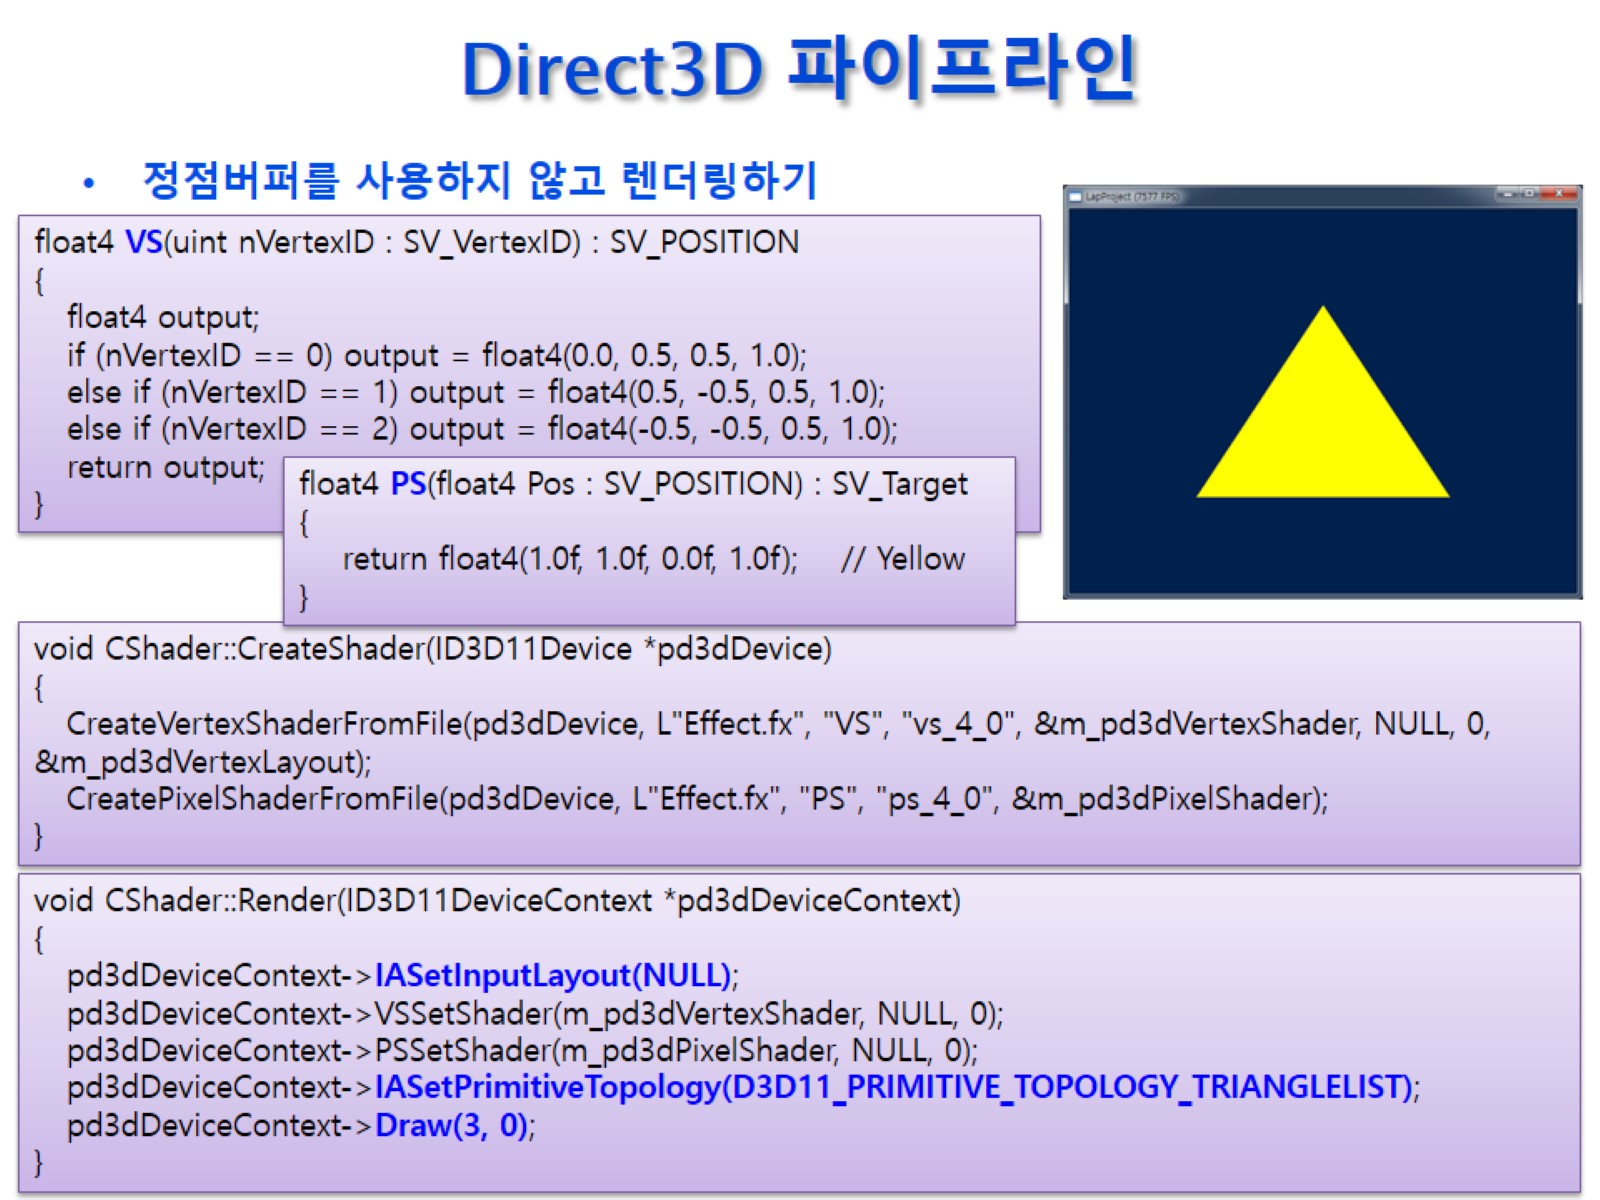 Direct3D 파이프라인
• 정점버퍼를 사용하지 않고 렌더링하기
float4 VS(uint nVertexID : SV_VertexID) : SV_POSITION
{
float4 output;
if (nVertexID == 0) output = float4(0.0, 0.5, 0.5, 1.0);
else if (nVertexID == 1) output = float4(0.5, -0.5, 0.5, 1.0);
else if (nVertexID == 2) output = float4(-0.5, -0.5, 0.5, 1.0);
return output;
}
float4 PS(float4 Pos : SV_POSITION) : SV_Target
{
return float4(1.0f, 1.0f, 0.0f, 1.0f); // Yellow
}
LapProject (7577 FPS)
void CShader::CreateShader(ID3D11Device *pd3dDevice)
{
CreateVertexShaderFromFile(pd3dDevice, L"Effect.fx", "VS", "vs_4_0", &m_pd3dVertexShader, NULL, 0,
&m_pd3dVertexLayout);
CreatePixelShaderFromFile(pd3dDevice, L"Effect.fx", "PS", "ps_4_0", &m_pd3dPixelShader);
}
void CShader::Render(ID3D11DeviceContext *pd3dDeviceContext)
{
pd3dDeviceContext->IASetInputLayout(NULL);
pd3dDeviceContext->VSSetShader(m_pd3dVertexShader, NULL, 0);
pd3dDeviceContext->PSSetShader(m_pd3dPixelShader, NULL, 0);
pd3dDeviceContext->IASetPrimitiveTopology(D3D11_PRIMITIVE_TOPOLOGY_TRIANGLELIST);
pd3dDeviceContext->Draw(3, 0);
}